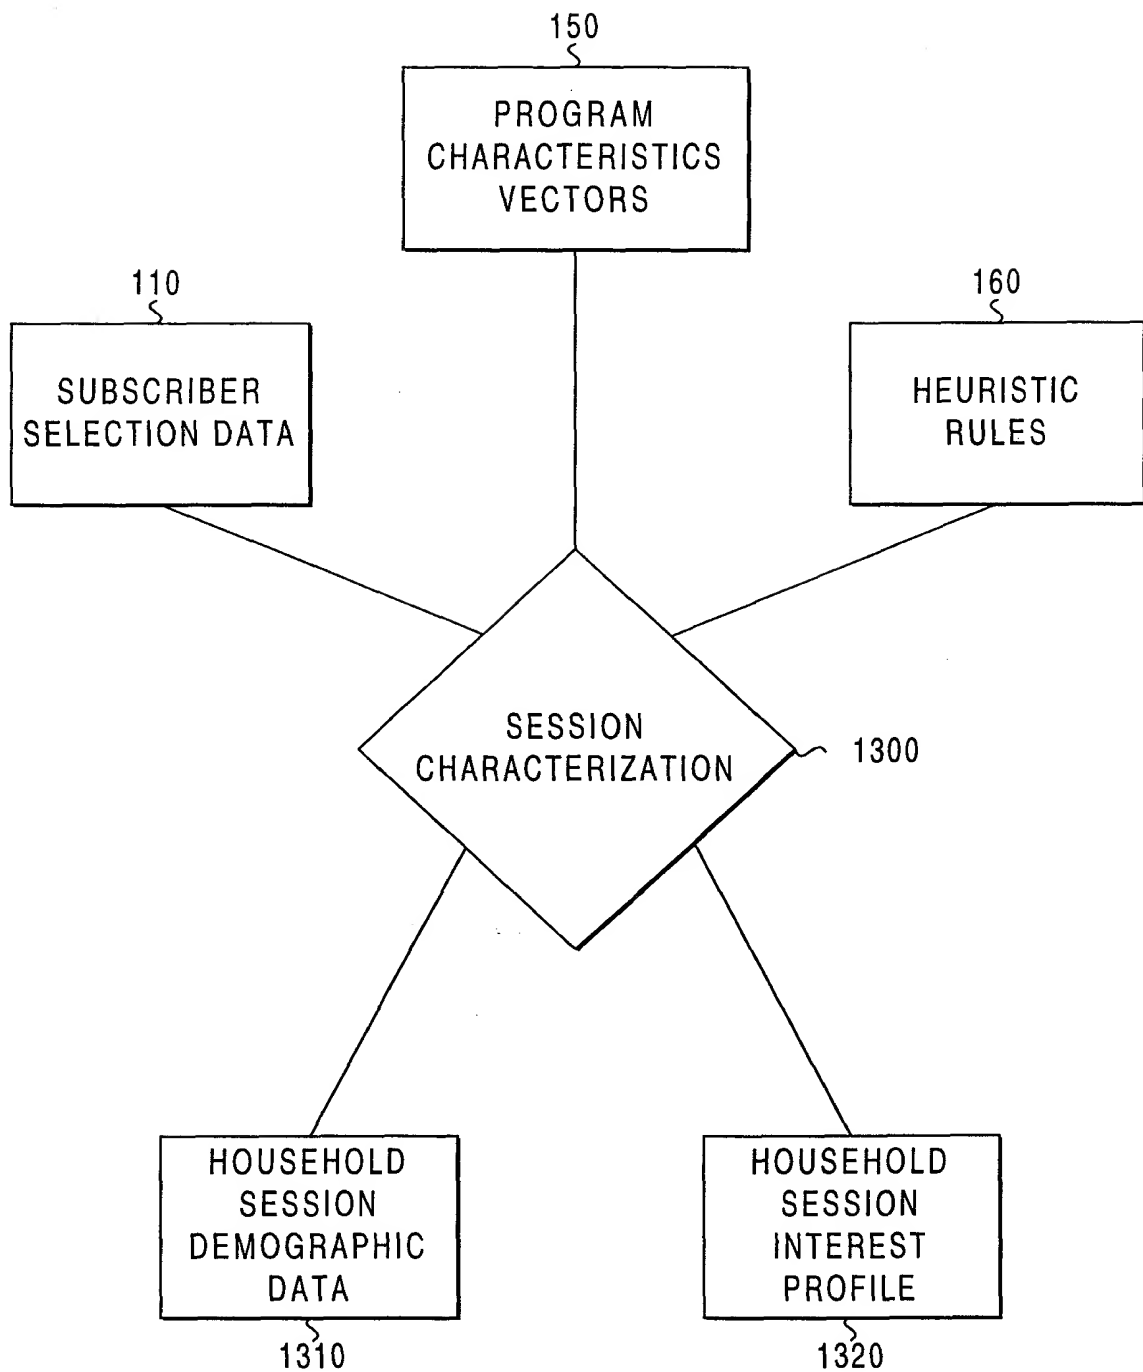 150
PROGRAM
CHARACTERISTICS
VECTORS
110
SUBSCRIBER
SELECTION DATA
160
HEURISTIC
RULES
SESSION
CHARACTERIZATION
1300
HOUSEHOLD
SESSION
DEMOGRAPHIC
DATA
1310
HOUSEHOLD
SESSION
INTEREST
PROFILE
1320